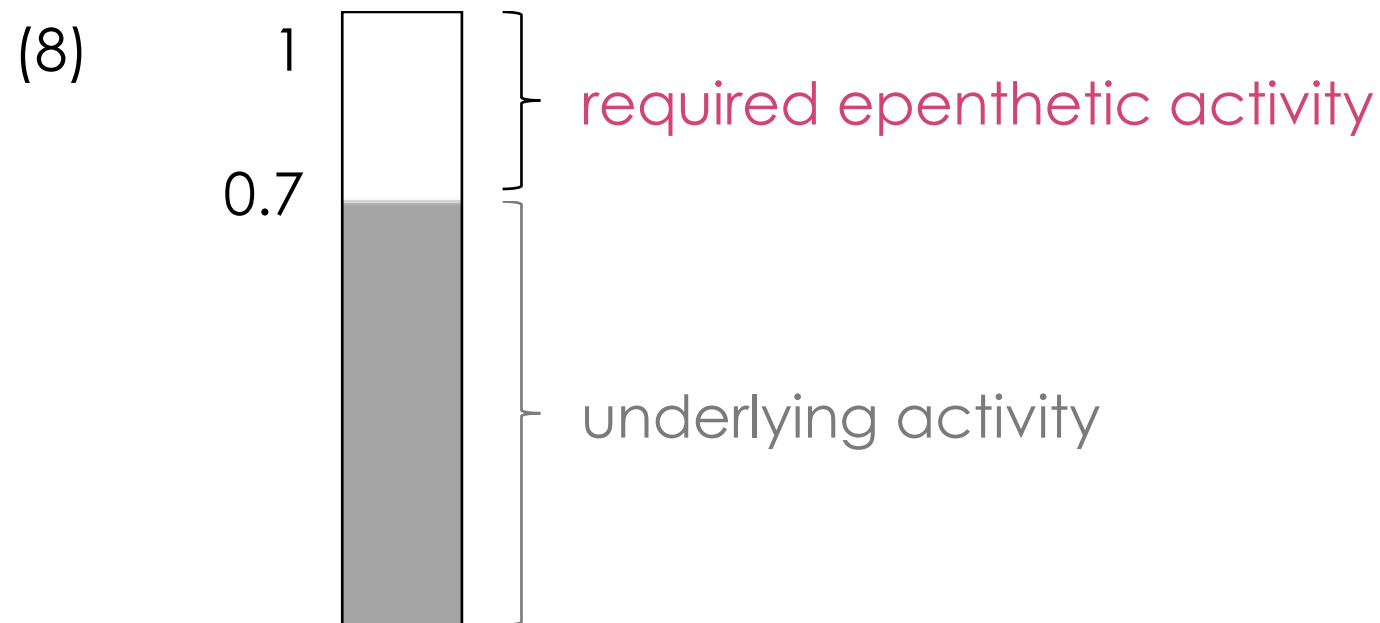 (8) 1
required epenthetic activity
0.7
underlying activity